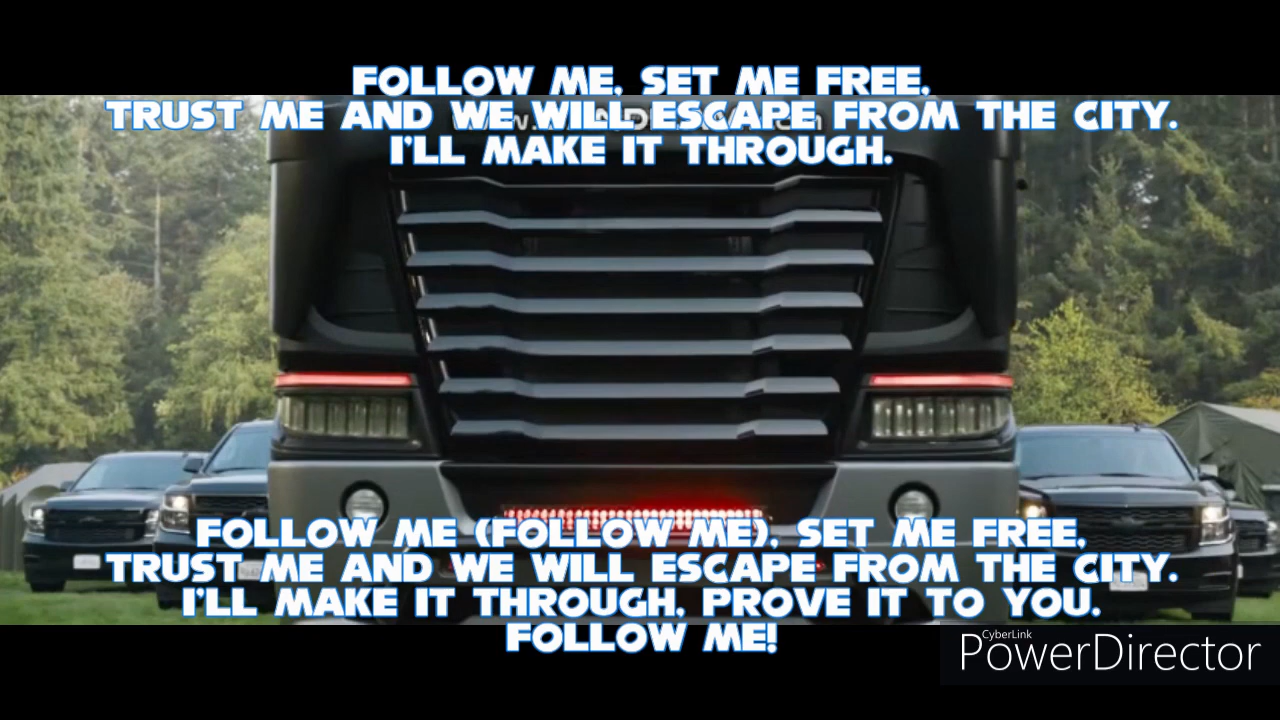 FOLLOW ME, SET ME FREE,
TRUST ME AND WE WILL ESCAPE FROM THE CITY.
I'LL MAKE IT THROUGH.
FOLLOW ME (FOLLOW ME), SET ME FREE,
TRUST ME AND WE WILL ESCAPE FROM THE CITY.
I'LL MAKE IT THROUGH, PROVE IT TO YOU.
FOLLOW ME!
CyberLink
PowerDirector